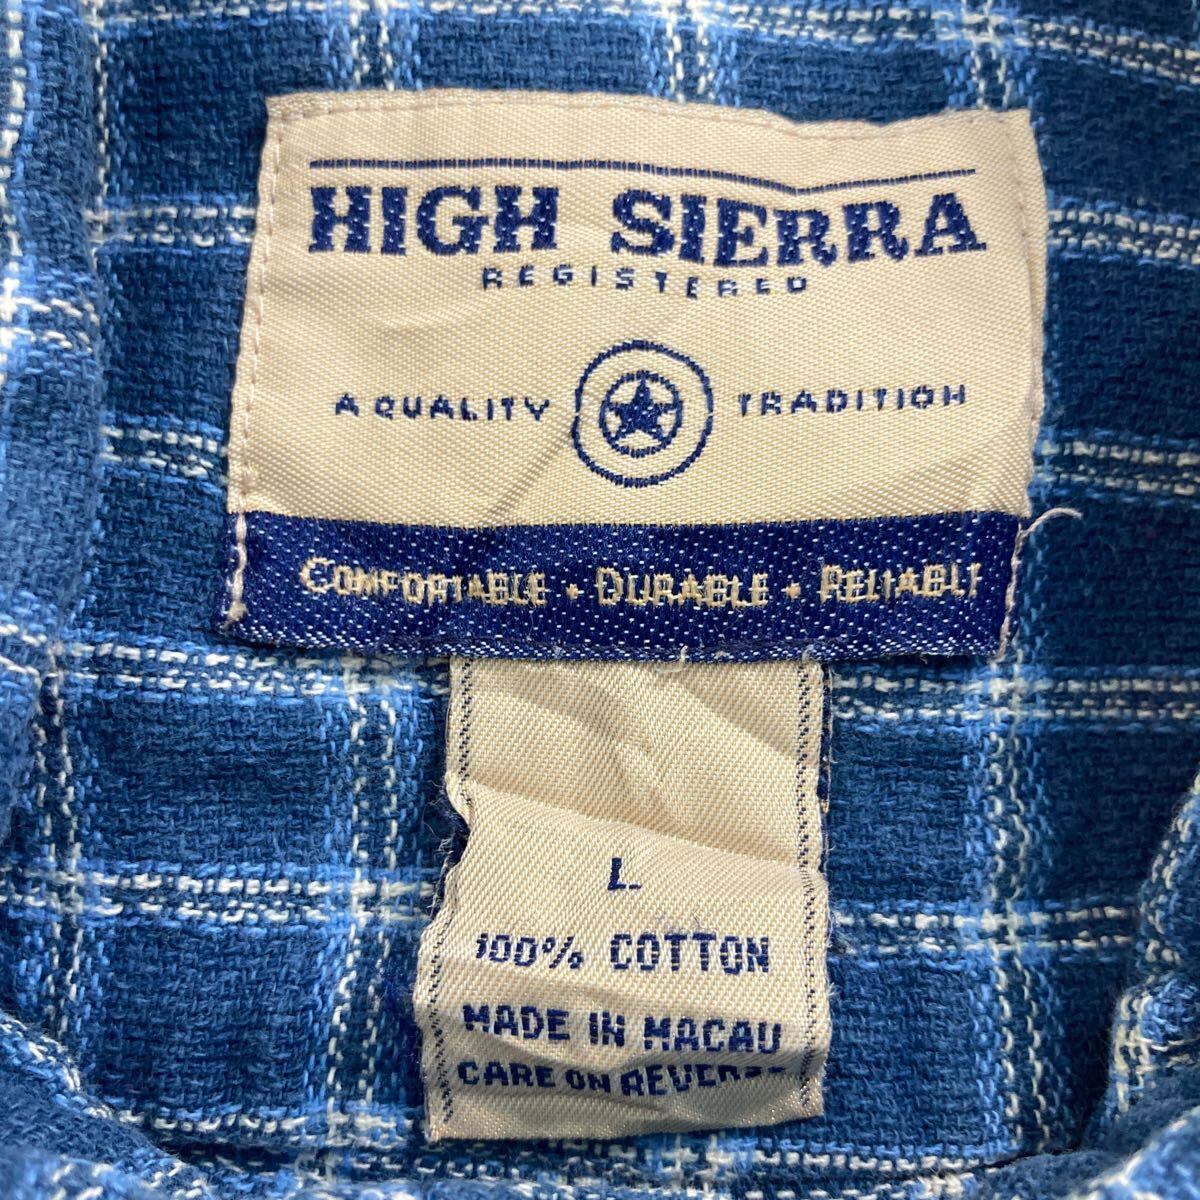 HIGH SIERRA
REGISTERED
A QUALITY TRADITION
COMFORTABLE · DURABLE · RELIABLE
L
100% COTTON
MADE IN MACAU
CARE ON REVERSE